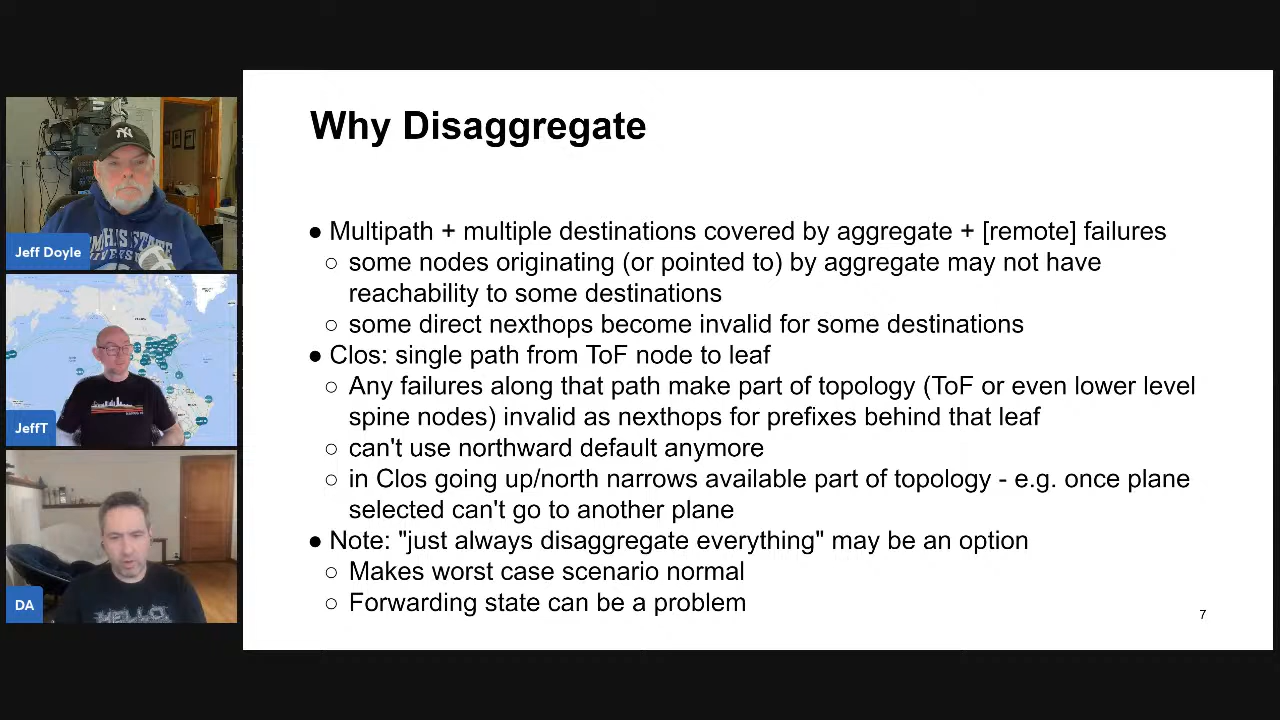 Jeff Doyle
JeffT
DA
NY
HELLO.
Why Disaggregate
● Multipath + multiple destinations covered by aggregate + [remote] failures
○ some nodes originating (or pointed to) by aggregate may not have
reachability to some destinations
○ some direct nexthops become invalid for some destinations
● Clos: single path from ToF node to leaf
○ Any failures along that path make part of topology (ToF or even lower level
spine nodes) invalid as nexthops for prefixes behind that leaf
○ can't use northward default anymore
○ in Clos going up/north narrows available part of topology - e.g. once plane
selected can't go to another plane
● Note: "just always disaggregate everything" may be an option
○ Makes worst case scenario normal
○ Forwarding state can be a problem
7